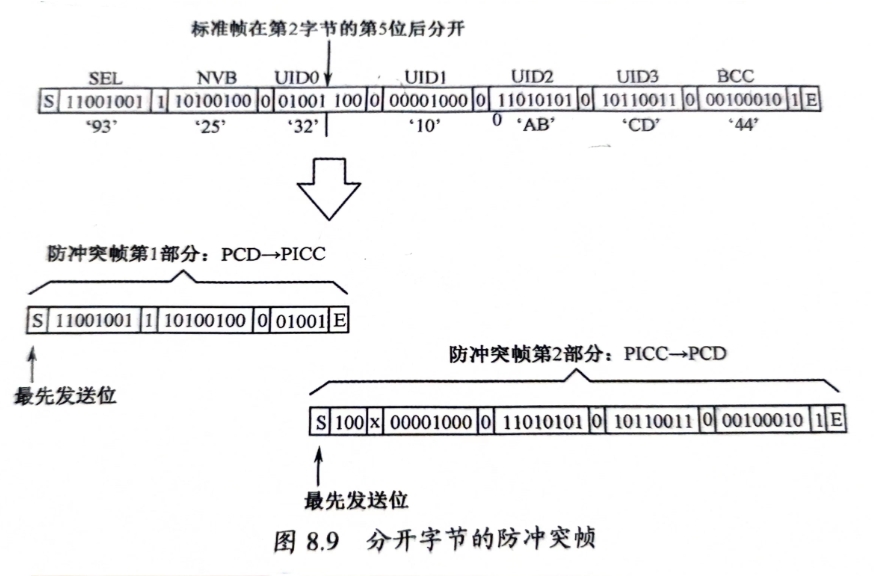 标准帧在第2字节的第5位后分开
SEL NVB UID0 UID1 UID2 UID3 BCC
S 11001001 1 10100100 0 01001 100 0 00001000 0 11010101 0 10110011 0 00100010 1 E
‘93’ ‘25’ ‘32’ ‘10’ 0 ‘AB’ ‘CD’ ‘44’
防冲突帧第1部分：PCD→PICC
S 11001001 1 10100100 0 01001 E
最先发送位
防冲突帧第2部分：PICC→PCD
S 100 x 00001000 0 11010101 0 10110011 0 00100010 1 E
最先发送位
图 8.9 分开字节的防冲突帧